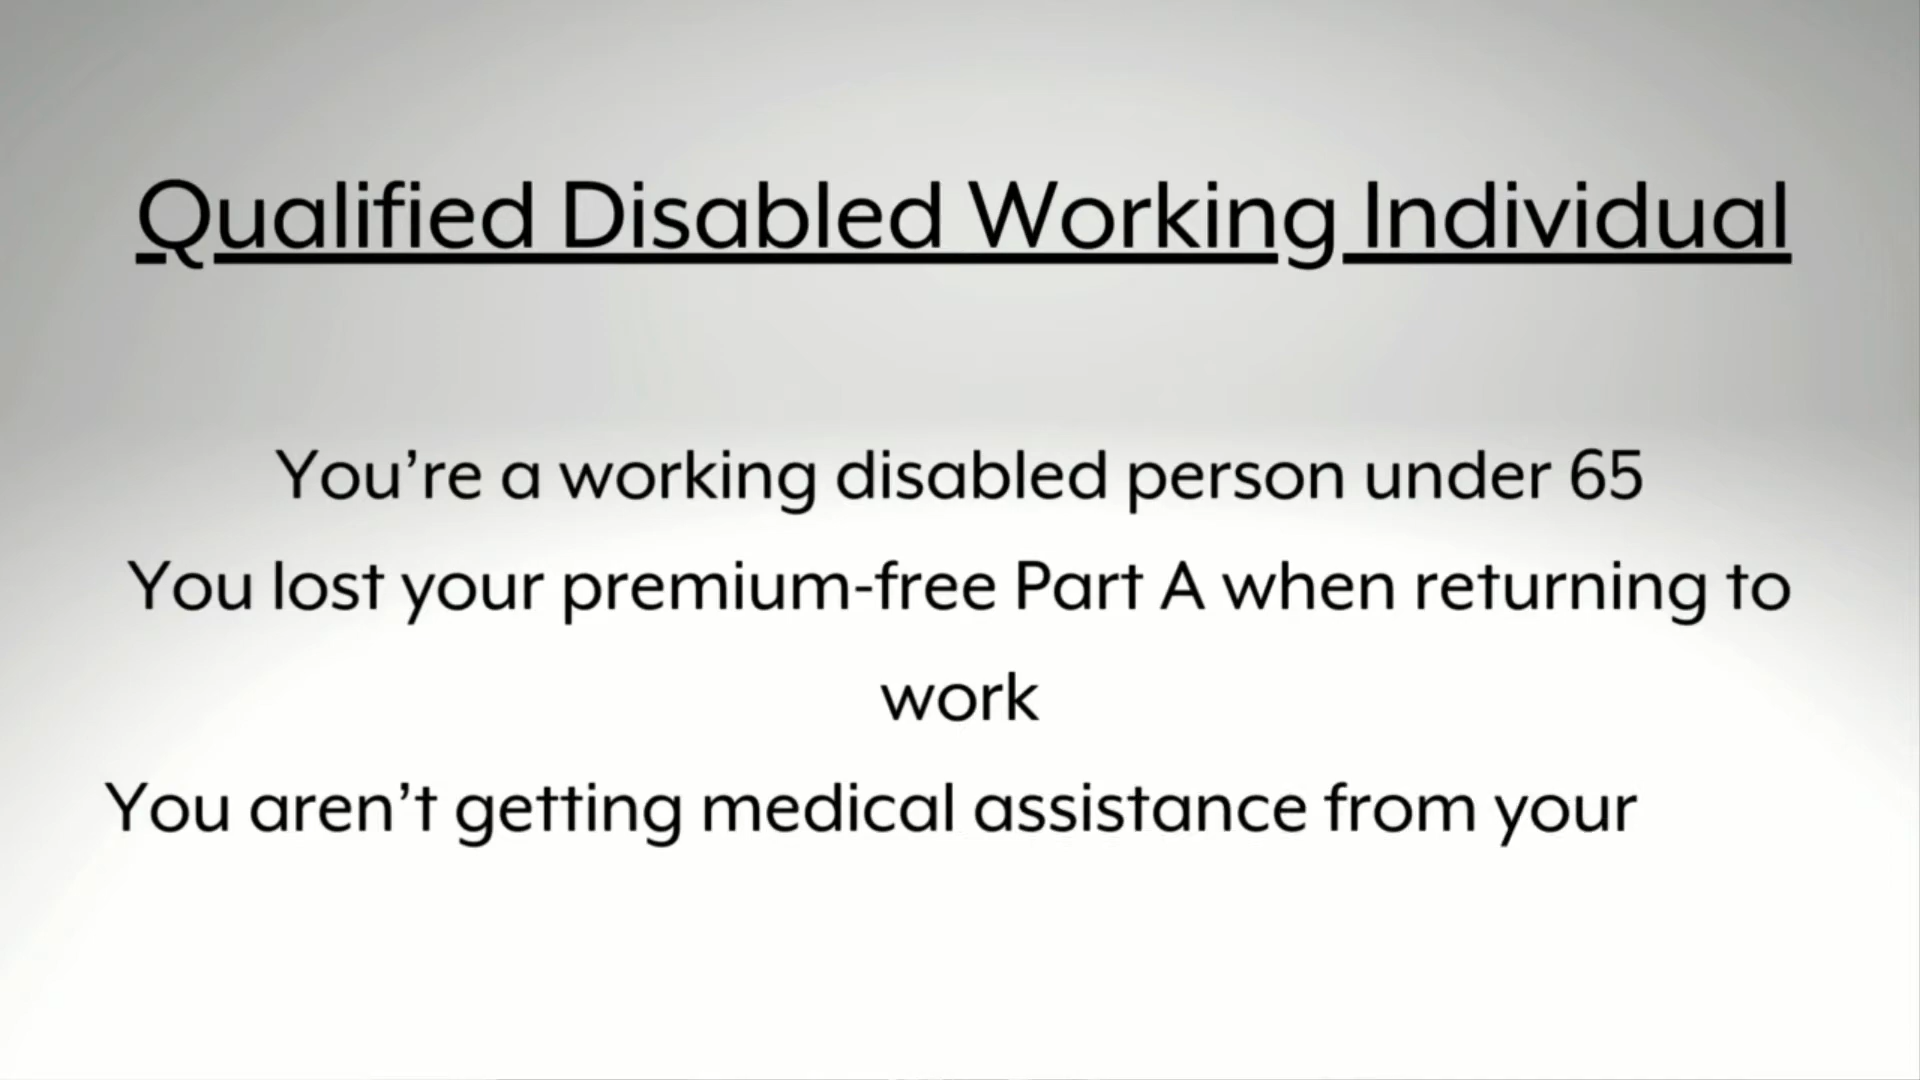 Qualified Disabled Working Individual
You’re a working disabled person under 65
You lost your premium-free Part A when returning to
work
You aren’t getting medical assistance from your